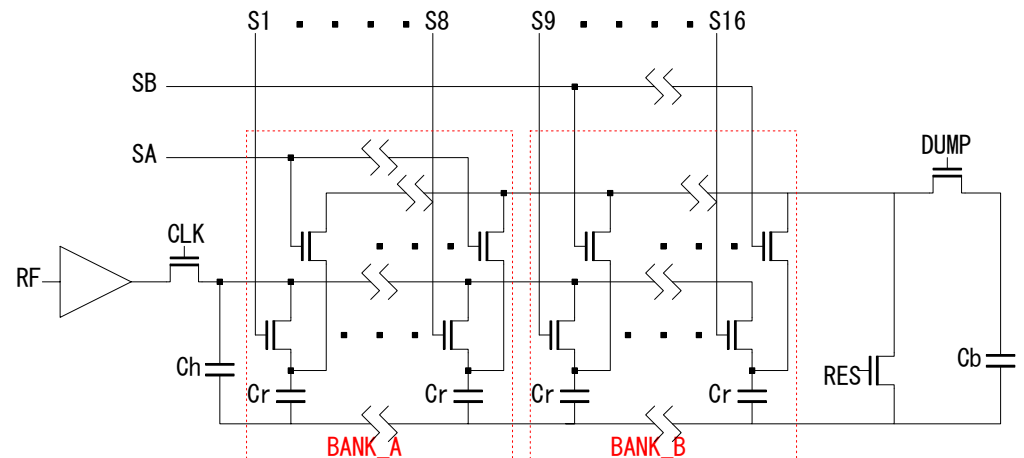 S1 S8 S9 S16
SB
SA
DUMP
CLK
RF
Ch
Cr Cr Cr Cr
RES
Cb
BANK_A BANK_B